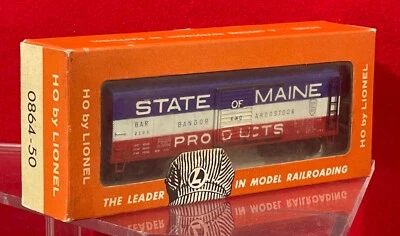 HO by LIONEL
0864-50
STATE OF MAINE
BAR BANGOR AND AROOSTOOK
PRODUCTS
THE LEADER IN MODEL RAILROADING
L
HO by LIONEL